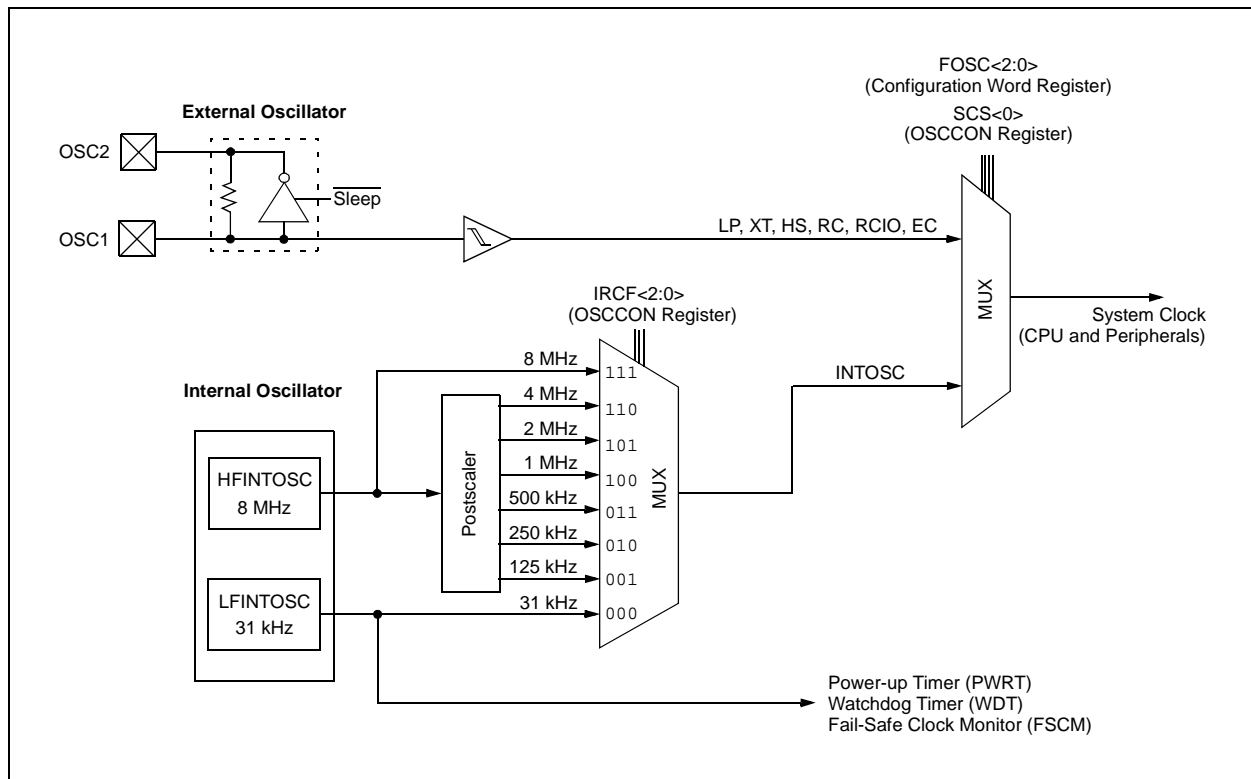 FOSC<2:0>
(Configuration Word Register)
SCS<0>
(OSCCON Register)
External Oscillator
OSC2
Sleep
OSC1
LP, XT, HS, RC, RCIO, EC
MUX
System Clock
(CPU and Peripherals)
IRCF<2:0>
(OSCCON Register)
8 MHz
111
INTOSC
Internal Oscillator
4 MHz
110
2 MHz
101
HFINTOSC
8 MHz
Postscaler
1 MHz
100
MUX
500 kHz
011
250 kHz
010
125 kHz
001
LFINTOSC
31 kHz
31 kHz
000
Power-up Timer (PWRT)
Watchdog Timer (WDT)
Fail-Safe Clock Monitor (FSCM)